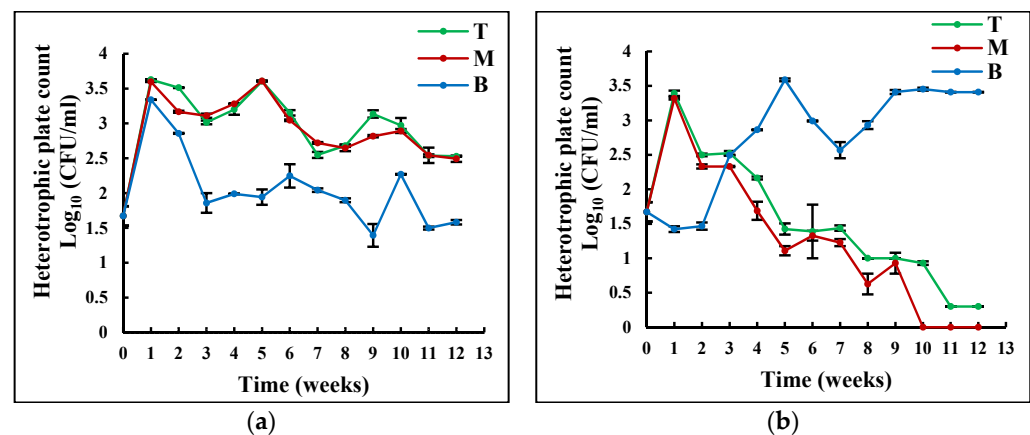 T
M
B
Heterotrophic plate count
Log10 (CFU/ml)
4
3.5
3
2.5
2
1.5
1
0.5
0
0 1 2 3 4 5 6 7 8 9 10 11 12 13
Time (weeks)
(a)
T
M
B
Heterotrophic plate count
Log10 (CFU/ml)
4
3.5
3
2.5
2
1.5
1
0.5
0
0 1 2 3 4 5 6 7 8 9 10 11 12 13
Time (weeks)
(b)